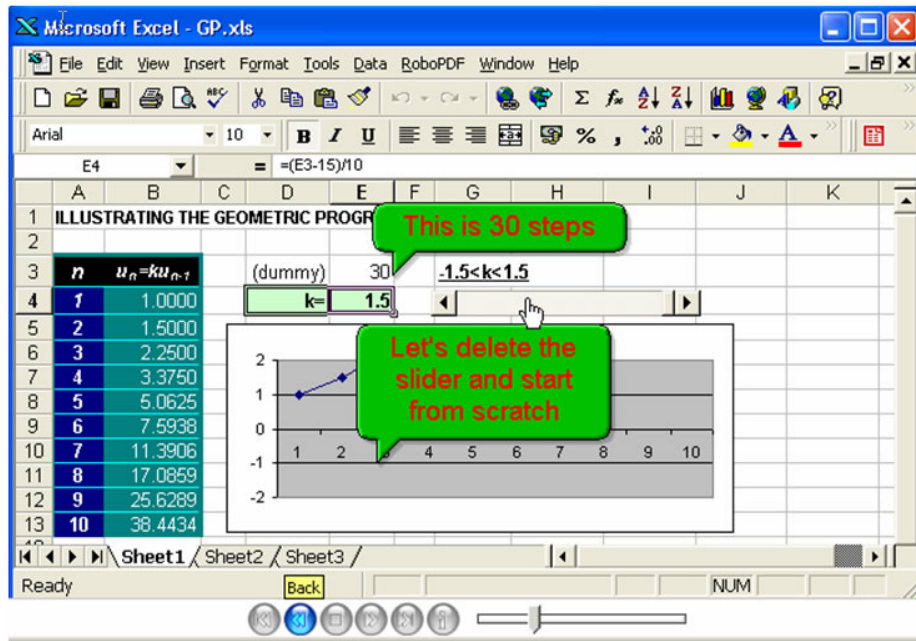 Microsoft Excel - GP.xls
File Edit View Insert Format Tools Data RoboPDF Window Help
Arial 10 B I U % ,
E4 = =(E3-15)/10
A B C D E F G H I J K
1 ILLUSTRATING THE GEOMETRIC PROGR
This is 30 steps
2
3 n uₙ=kuₙ₋₁ (dummy) 30 -1.5<k<1.5
4 1 1.0000 k= 1.5
5 2 1.5000
6 3 2.2500
7 4 3.3750
8 5 5.0625
9 6 7.5938
10 7 11.3906
11 8 17.0859
12 9 25.6289
13 10 38.4434
Let's delete the
slider and start
from scratch
2
1
0
1 2 3 4 5 6 7 8 9 10
-1
-2
Sheet1 Sheet2 Sheet3
Ready NUM
Back